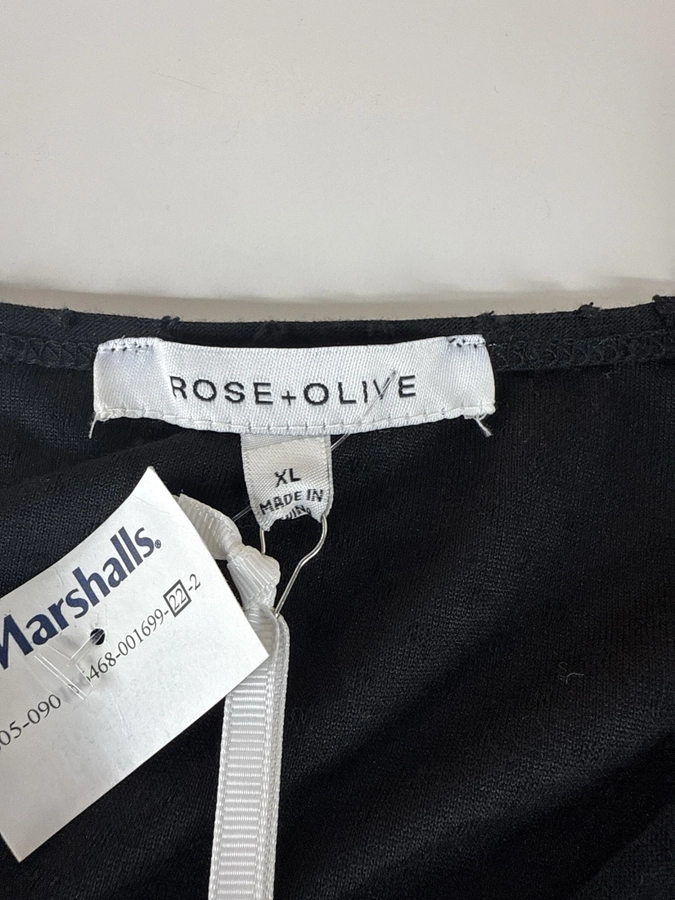 ROSE+OLIVE
XL
MADE IN
Marshalls.
468-001699-22-2
05-090